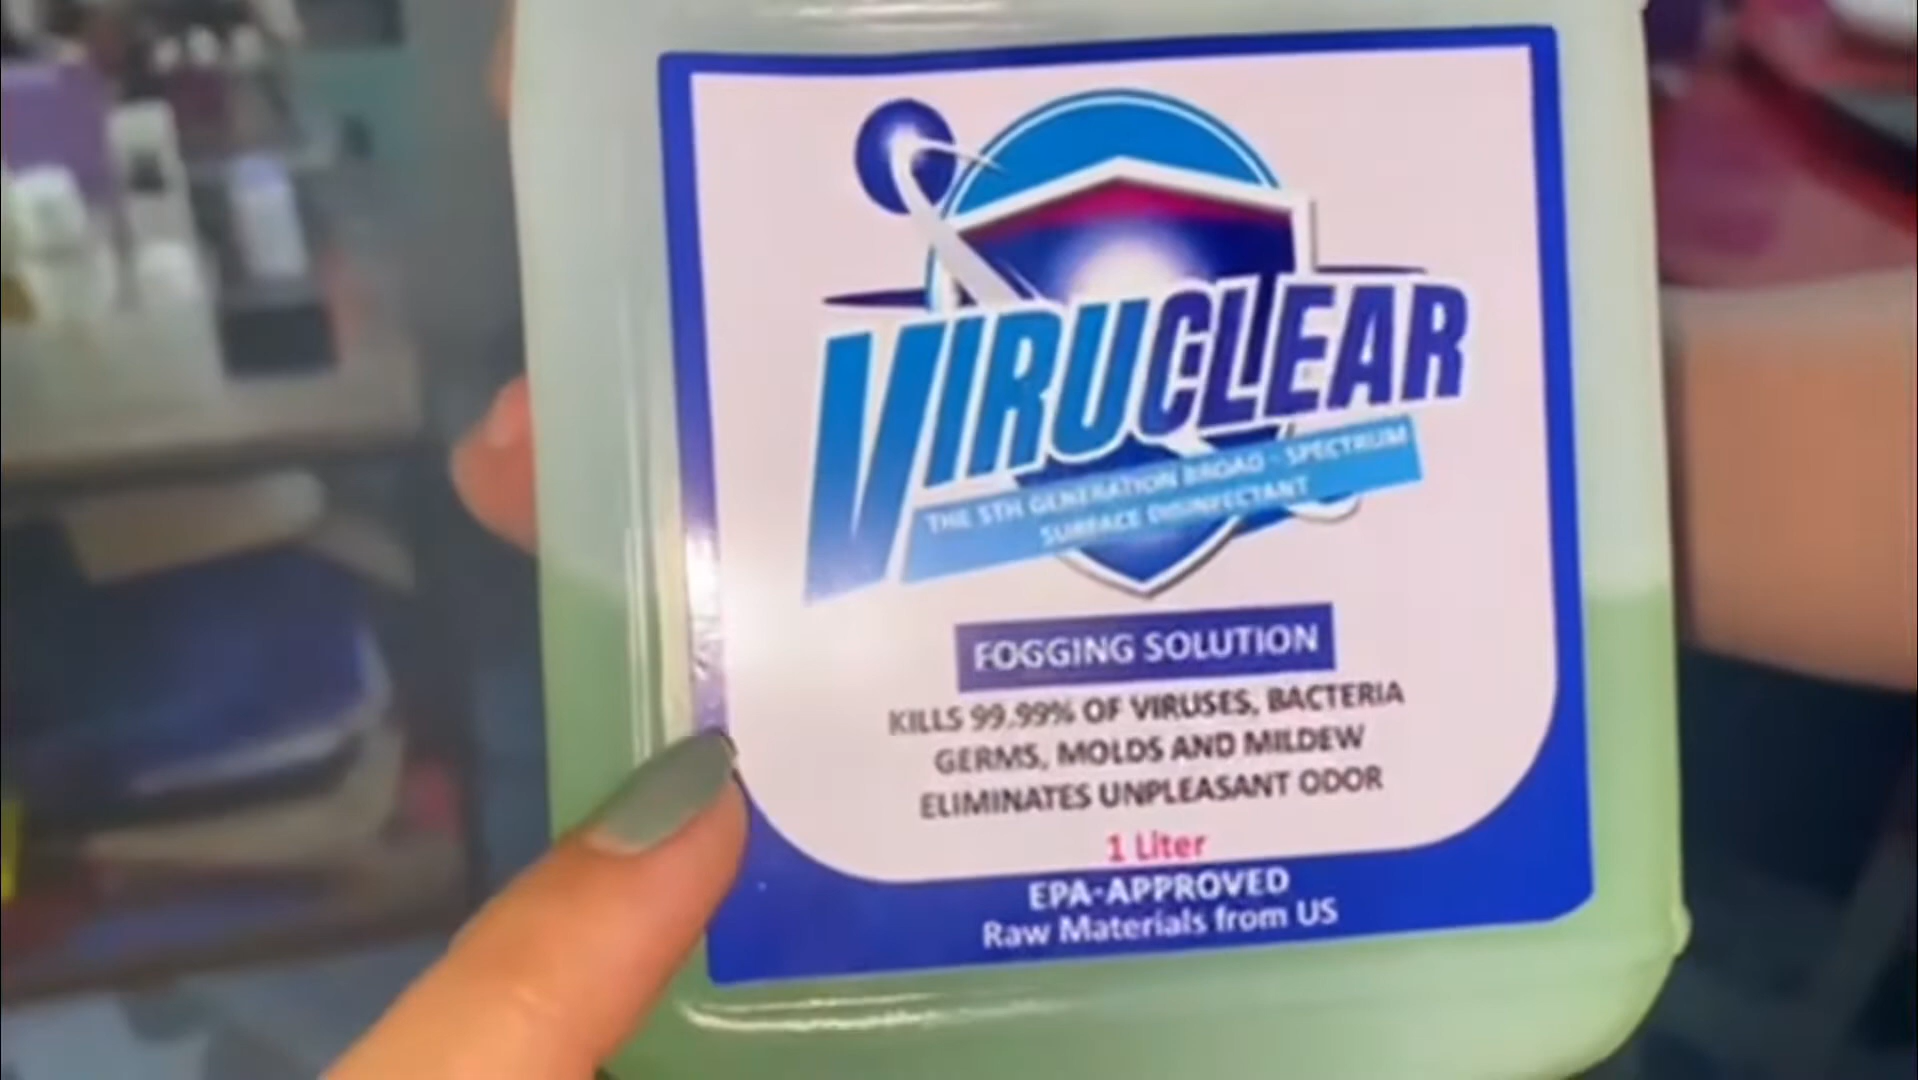 VIRUCLEAR
THE 5TH GENERATION BROAD - SPECTRUM
SURFACE DISINFECTANT
FOGGING SOLUTION
KILLS 99.99% OF VIRUSES, BACTERIA
GERMS, MOLDS AND MILDEW
ELIMINATES UNPLEASANT ODOR
1 Liter
EPA-APPROVED
Raw Materials from US